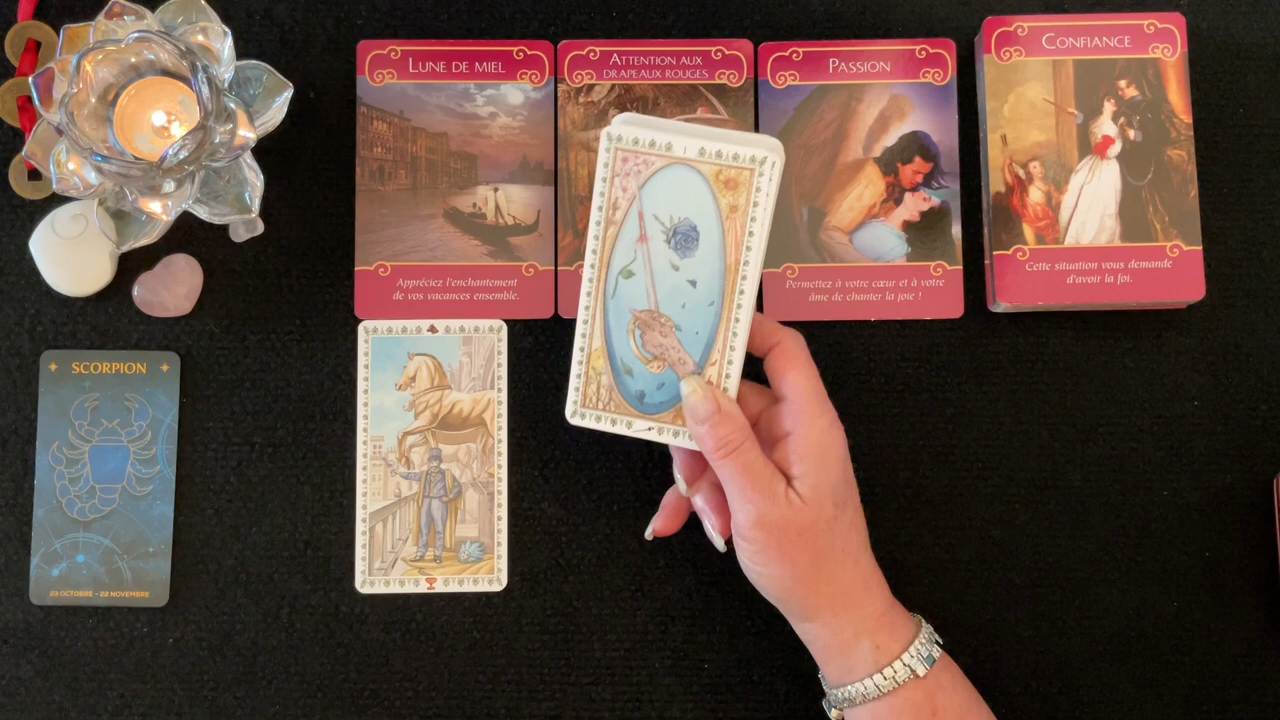 LUNE DE MIEL
Appréciez l'enchantement
de vos vacances ensemble.
ATTENTION AUX
DRAPEAUX ROUGES
PASSION
Permettez à votre cœur et à votre
âme de chanter la joie !
CONFIANCE
Cette situation vous demande
d'avoir la foi.
I
SCORPION
23 OCTOBRE - 22 NOVEMBRE